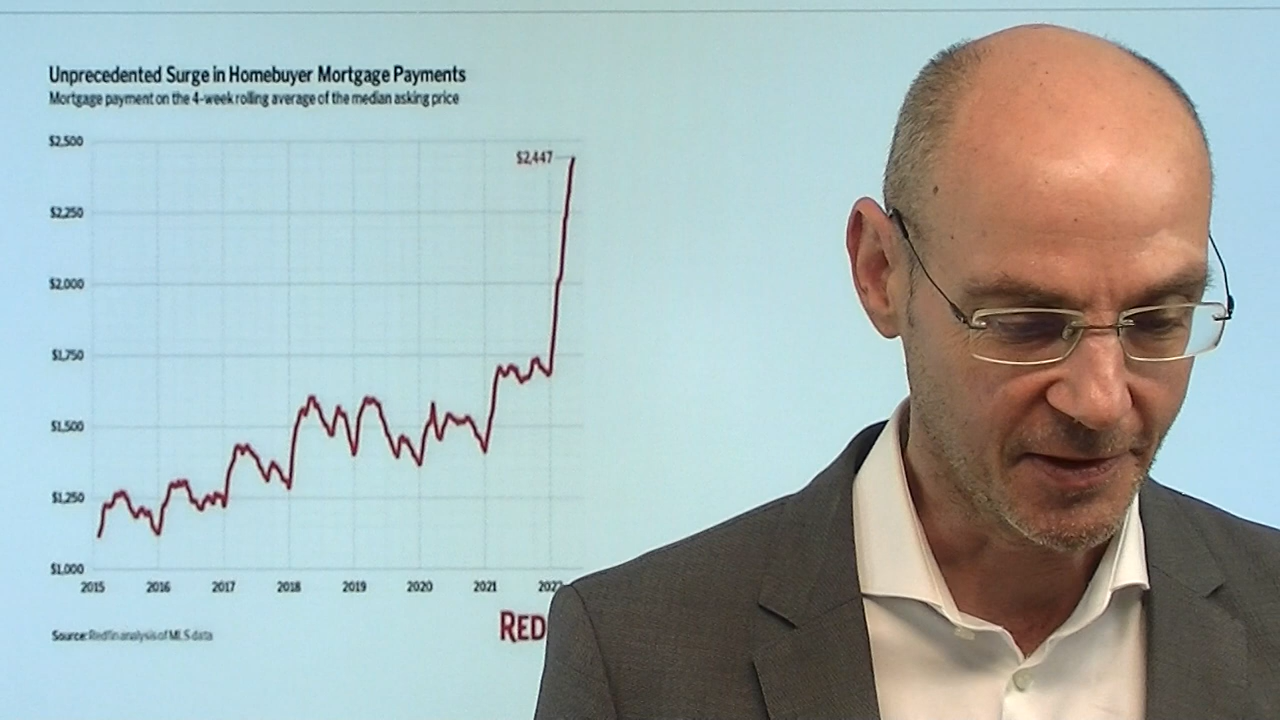 Unprecedented Surge in Homebuyer Mortgage Payments
Mortgage payment on the 4-week rolling average of the median asking price
$2,500
$2,447
$2,250
$2,000
$1,750
$1,500
$1,250
$1,000
2015 2016 2017 2018 2019 2020 2021 2022
RED
Source: Redfin analysis of MLS data